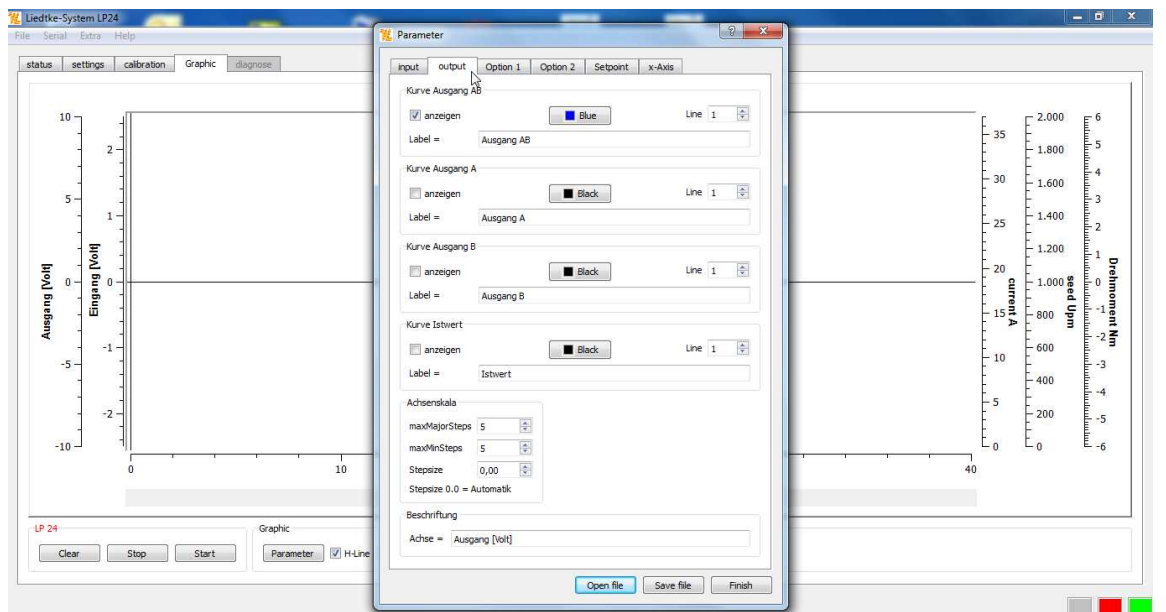 Liedtke-System LP24
File Serial Extra Help
status settings calibration Graphic diagnose
10
5
0
-5
-10
Ausgang [Volt]
2
1
0
-1
-2
Eingang [Volt]
0 10 40
35
30
25
20
15
10
5
0
current A
2.000
1.800
1.600
1.400
1.200
1.000
800
600
400
200
0
seed Upm
6
5
4
3
2
1
0
-1
-2
-3
-4
-5
-6
Drehmoment Nm
LP 24
Clear Stop Start
Graphic
Parameter H-Line
Parameter
input output Option 1 Option 2 Setpoint x-Axis
Kurve Ausgang AB
anzeigen Blue Line 1
Label = Ausgang AB
Kurve Ausgang A
anzeigen Black Line 1
Label = Ausgang A
Kurve Ausgang B
anzeigen Black Line 1
Label = Ausgang B
Kurve Istwert
anzeigen Black Line 1
Label = Istwert
Achsenskala
maxMajorSteps 5
maxMinSteps 5
Stepsize 0,00
Stepsize 0.0 = Automatik
Beschriftung
Achse = Ausgang [Volt]
Open file Save file Finish